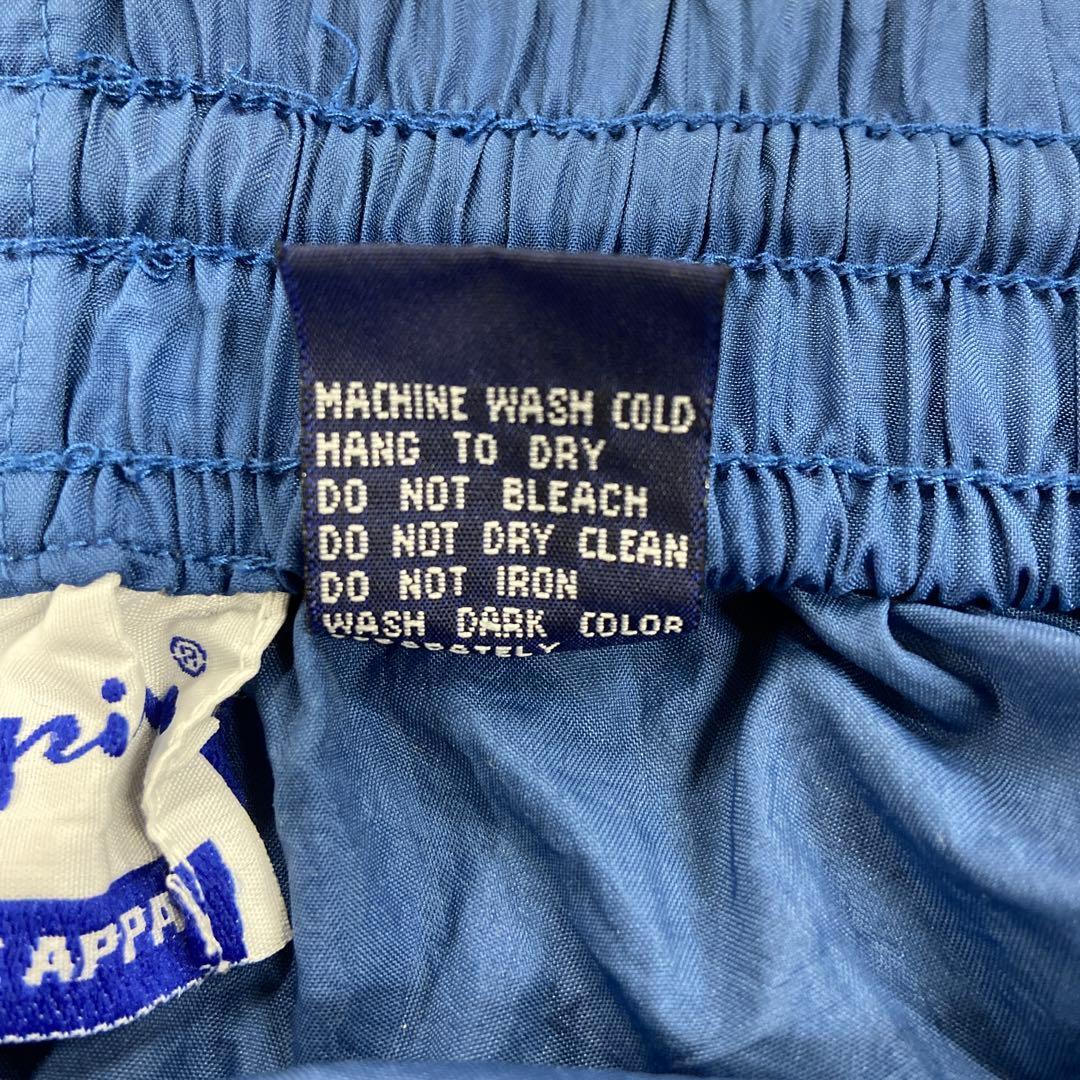 MACHINE WASH COLD
HANG TO DRY
DO NOT BLEACH
DO NOT DRY CLEAN
DO NOT IRON
WASH DARK COLOR
®